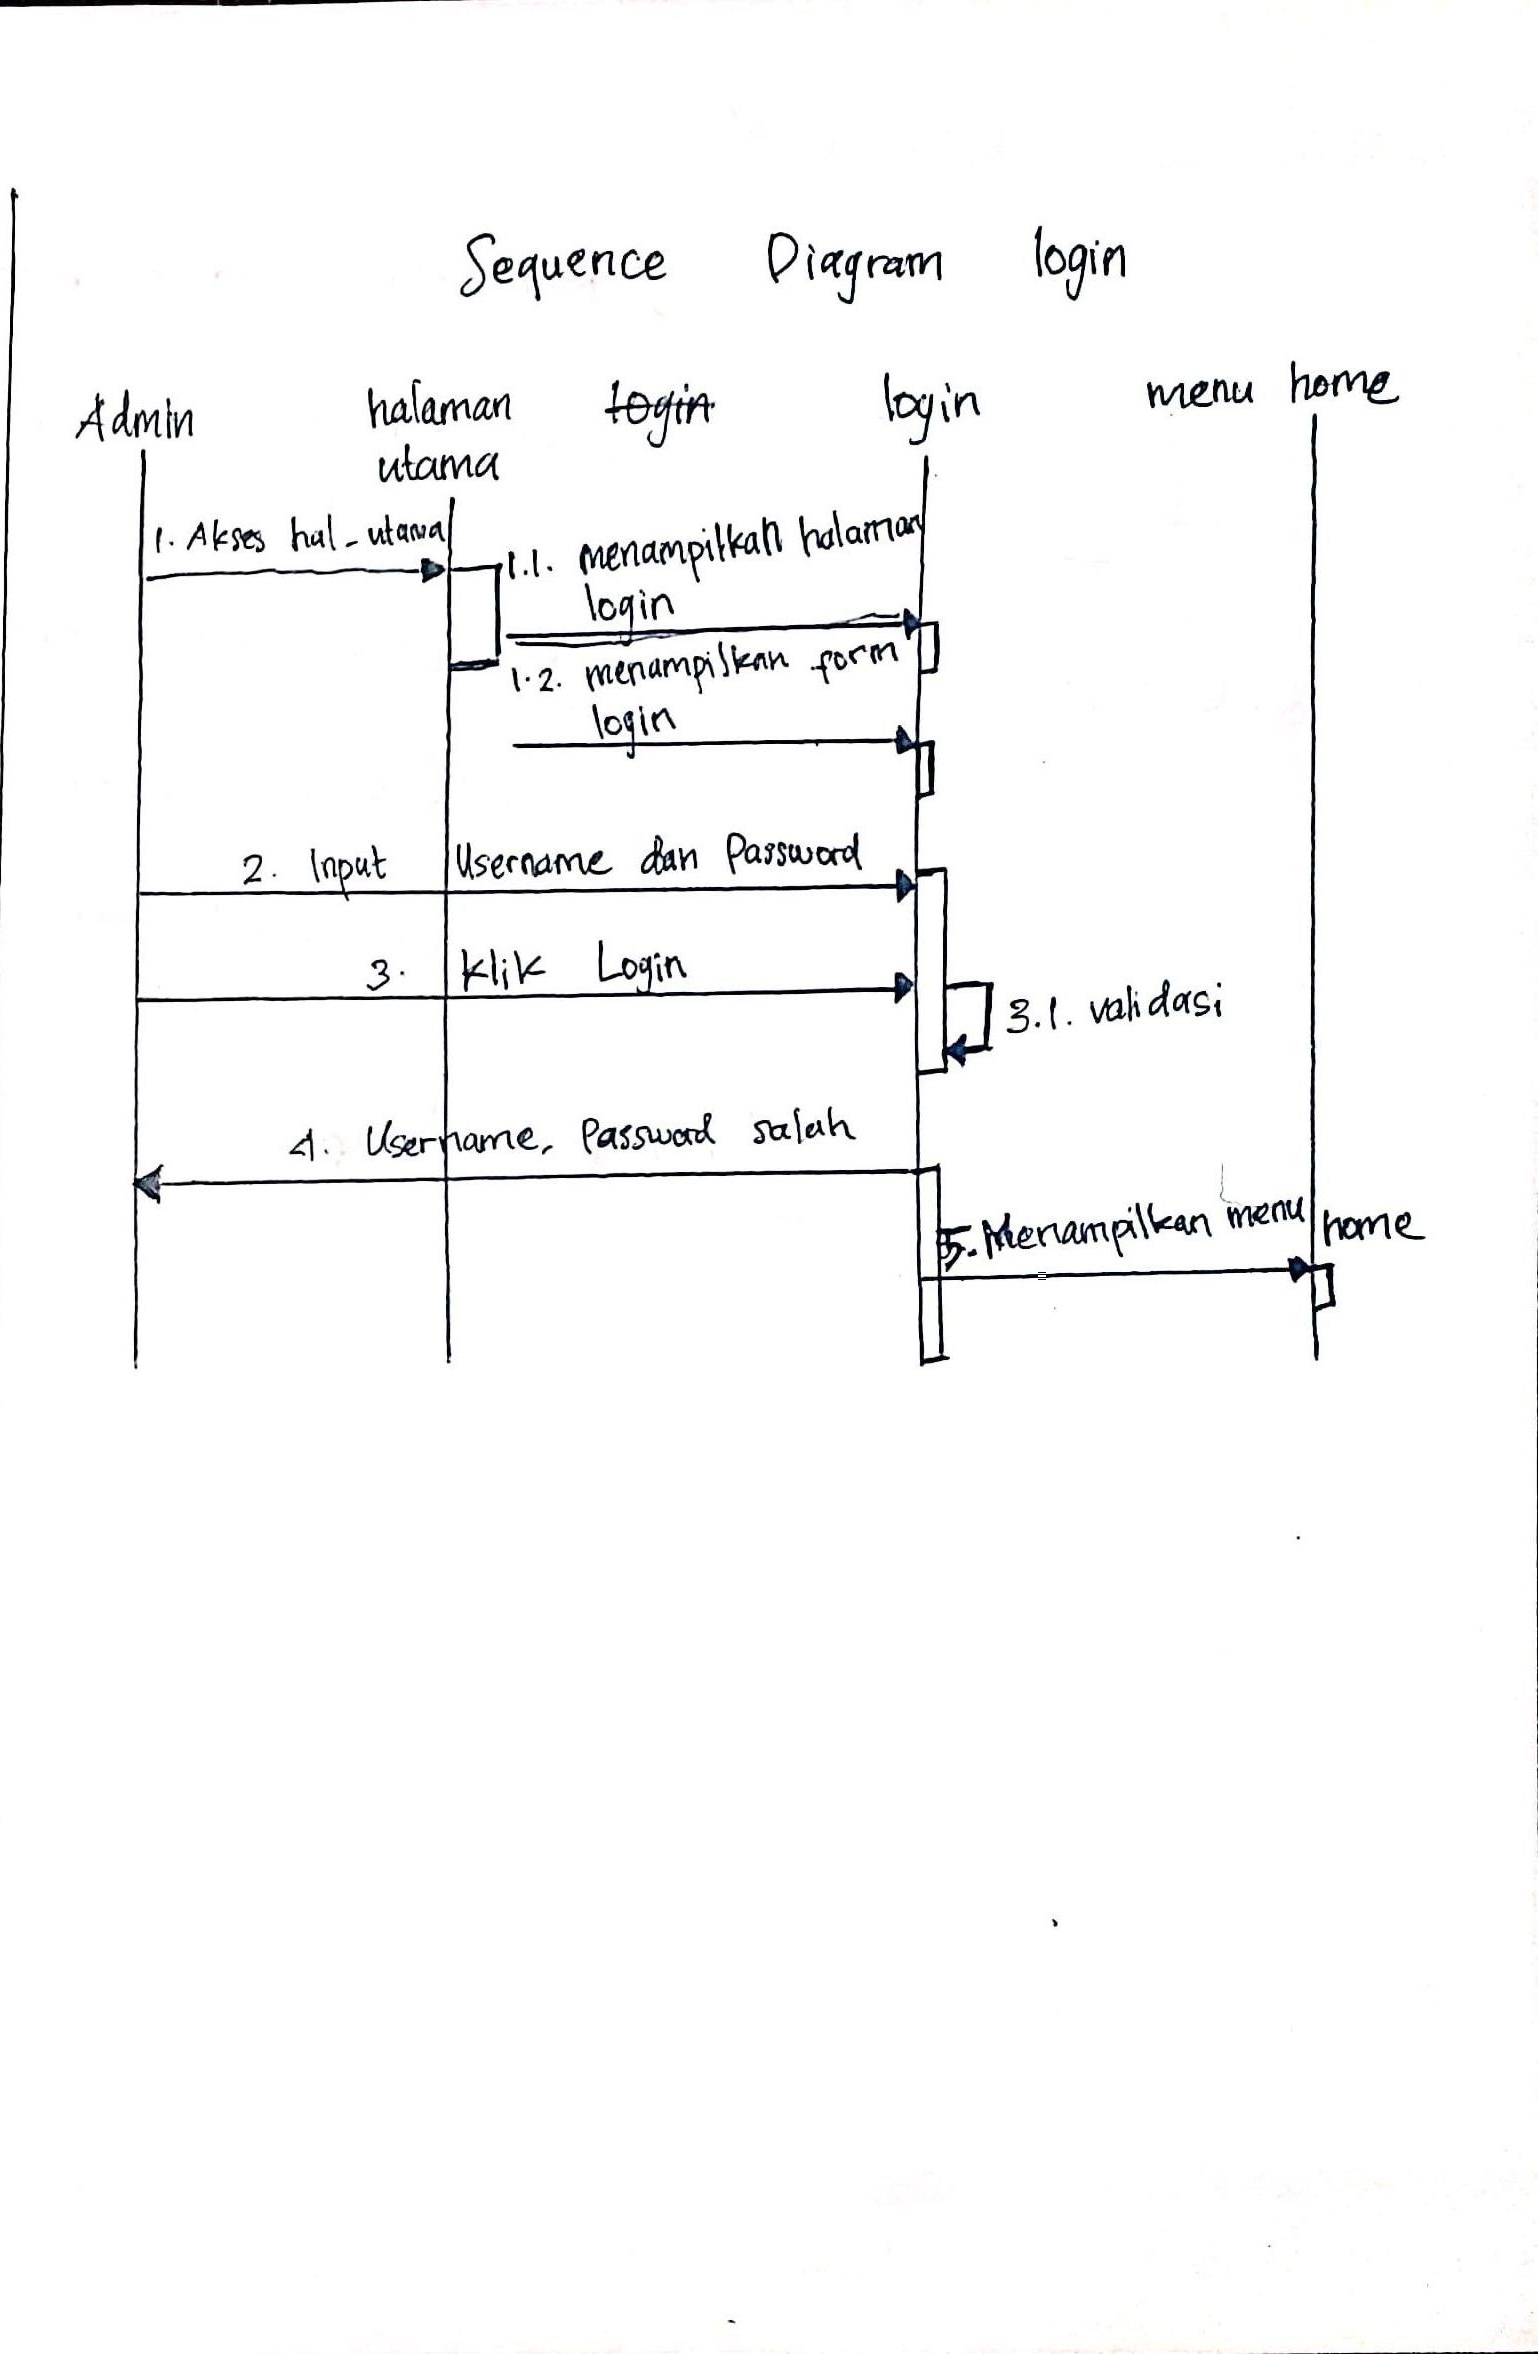 Sequence Diagram login
Admin halaman login login menu home
utama
1. Akses hal-utama
1.1. menampilkan halaman
login
1.2. menampilkan form
login
2. Input Username dan Password
3. Klik Login
3.1. validasi
4. Username, Password salah
5. Menampilkan menu home